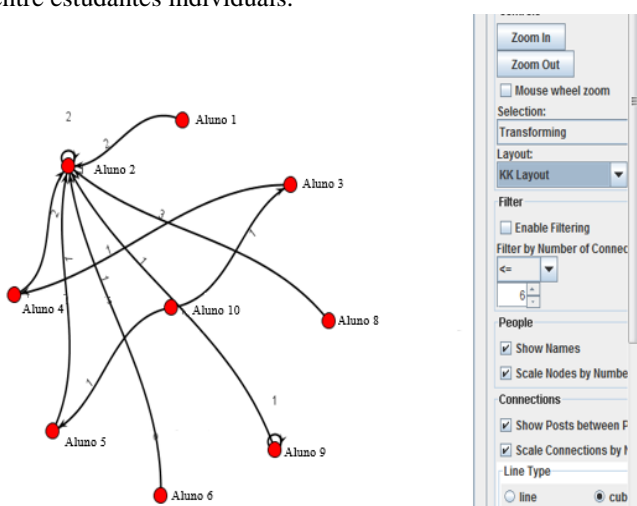 entre estudantes individuais.
2
2
Aluno 1
Aluno 2
Aluno 3
2
1
1
1
1
1
Aluno 4
Aluno 10
Aluno 8
1
1
Aluno 5
Aluno 9
Aluno 6
Zoom In
Zoom Out
Mouse wheel zoom
Selection:
Transforming
Layout:
KK Layout
Filter
Enable Filtering
Filter by Number of Connec
<=
6
People
Show Names
Scale Nodes by Numbe
Connections
Show Posts between P
Scale Connections by N
Line Type
line
cub